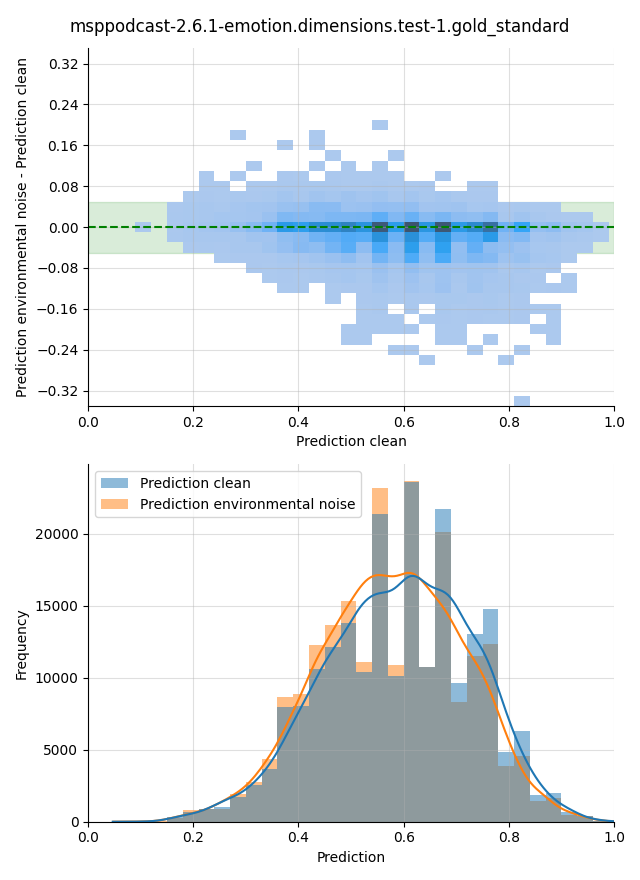 msppodcast-2.6.1-emotion.dimensions.test-1.gold_standard
Prediction environmental noise - Prediction clean
0.32
0.24
0.16
0.08
0.00
−0.08
−0.16
−0.24
−0.32
0.0 0.2 0.4 0.6 0.8 1.0
Prediction clean
Prediction clean
Prediction environmental noise
Frequency
20000
15000
10000
5000
0
0.0 0.2 0.4 0.6 0.8 1.0
Prediction